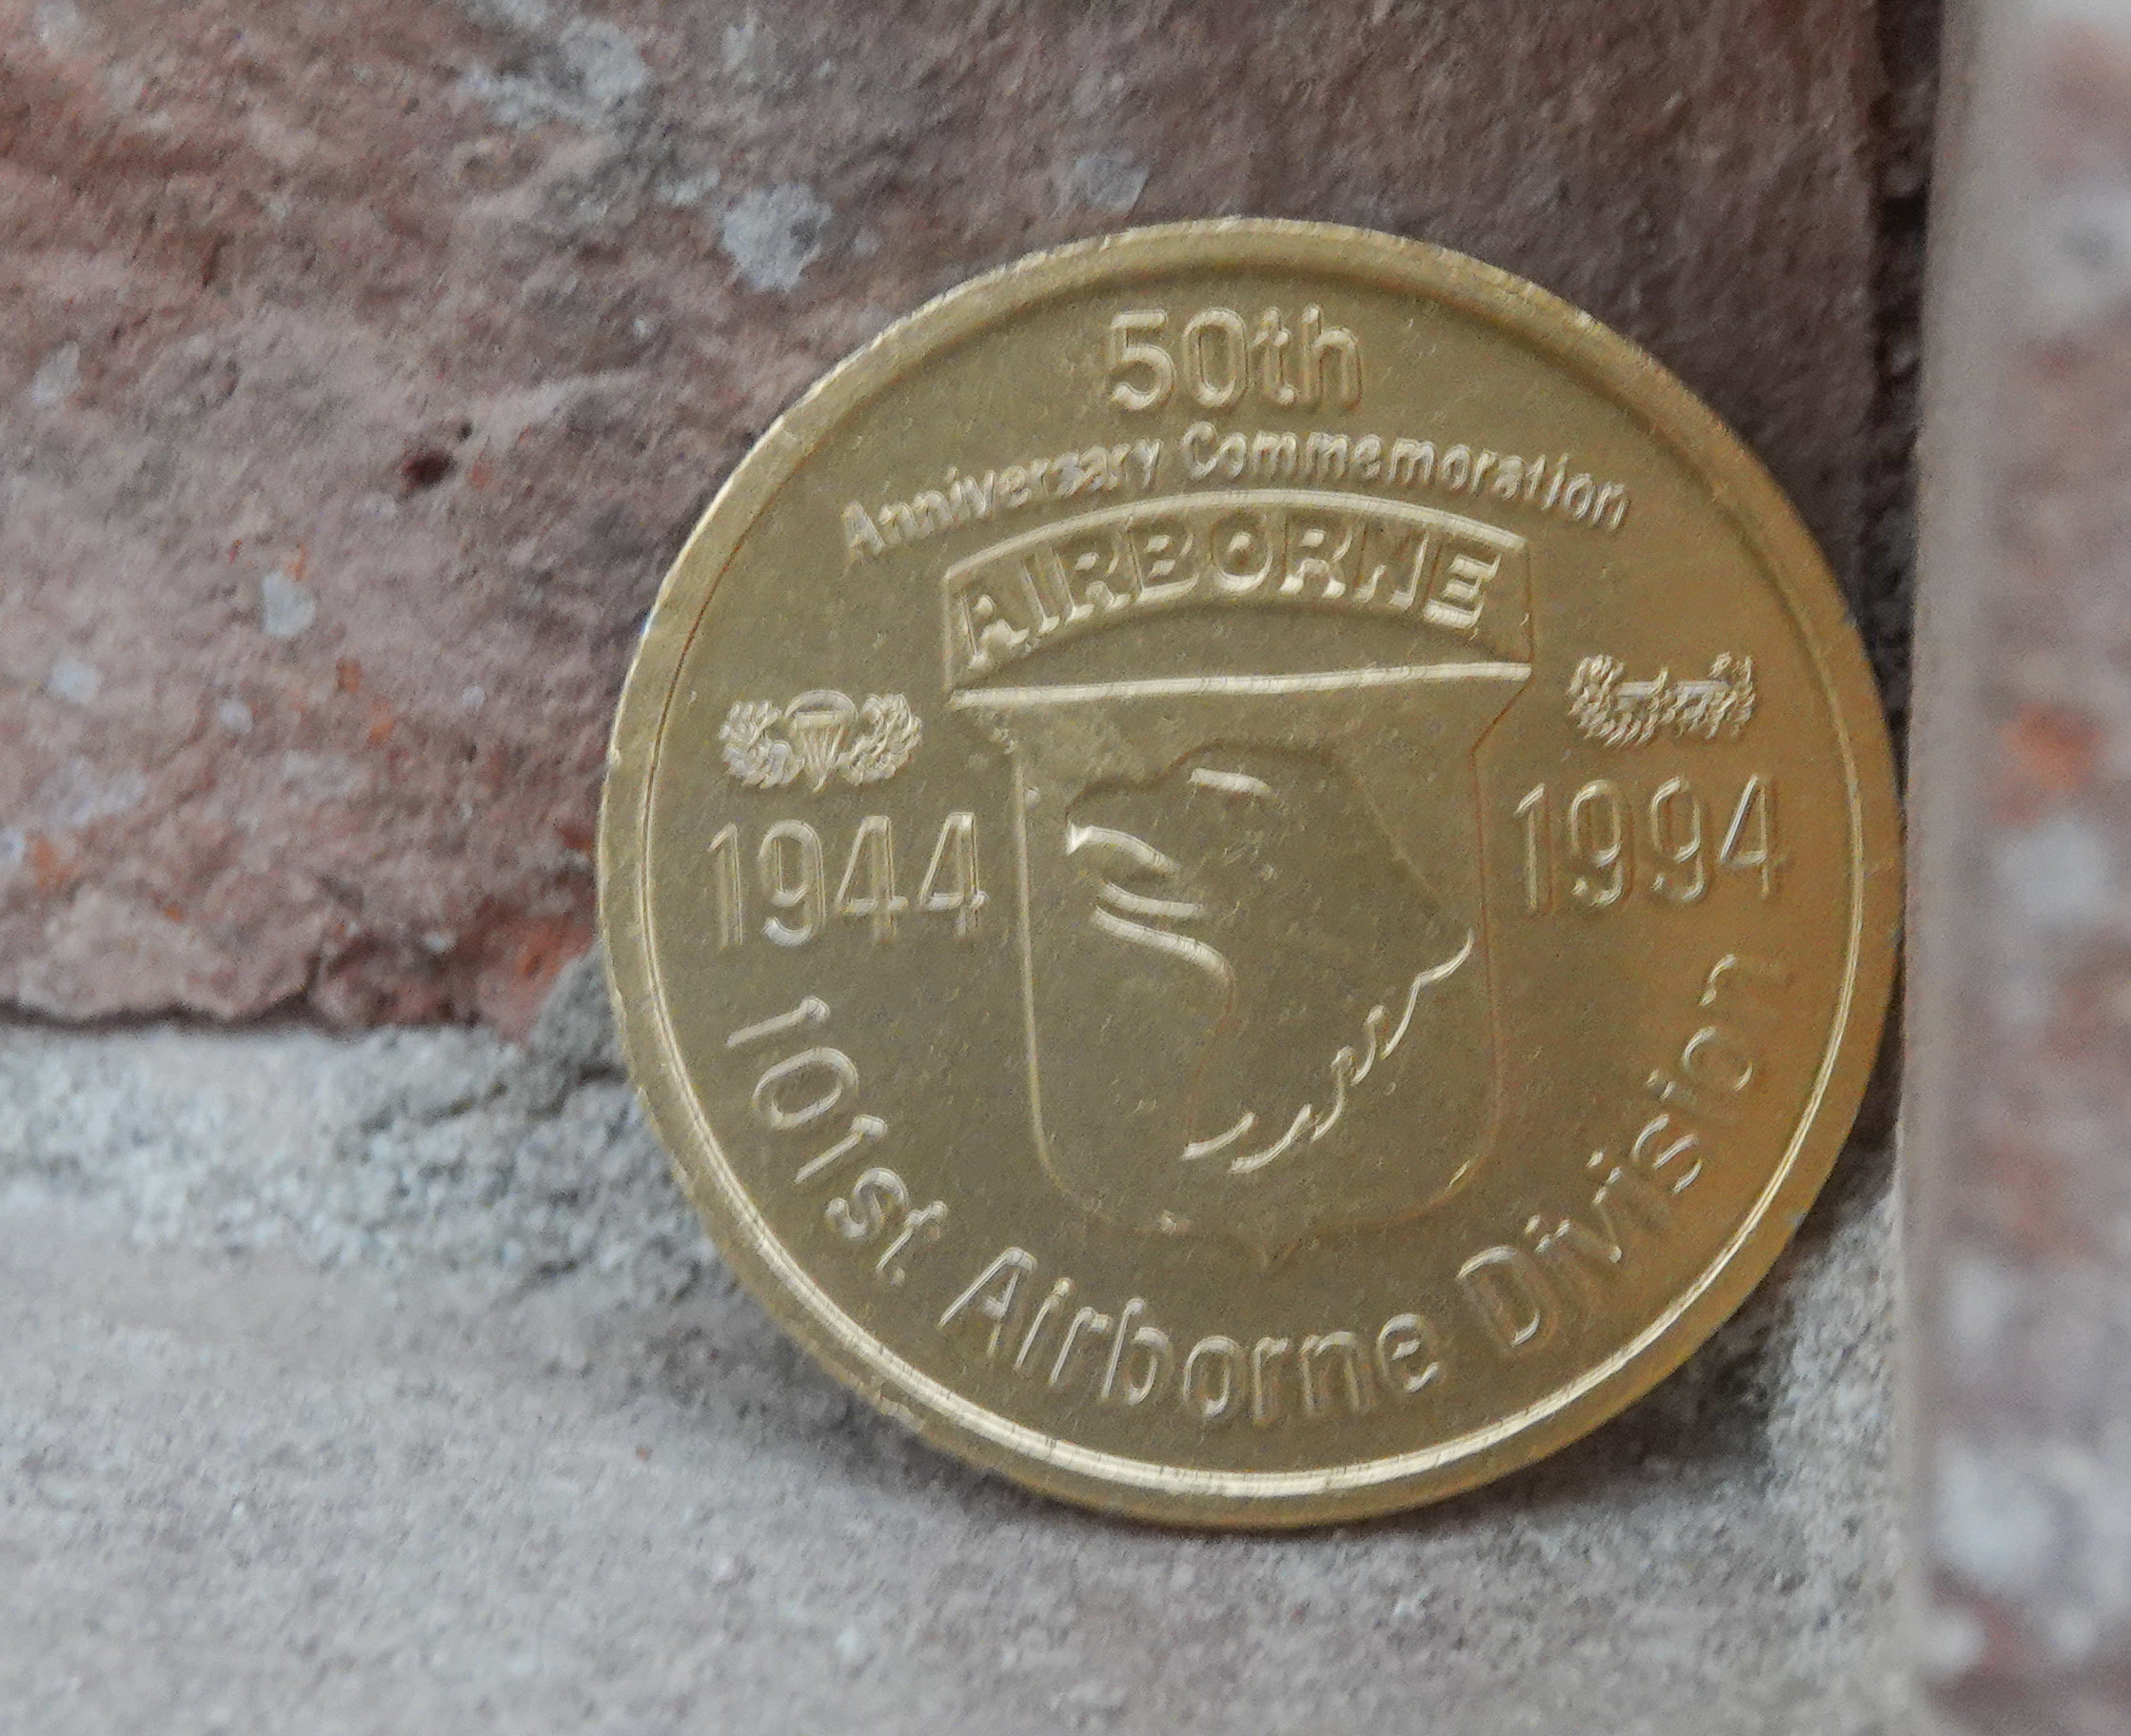 50th
Anniversary Commemoration
AIRBORNE
1944
1994
101st Airborne Division